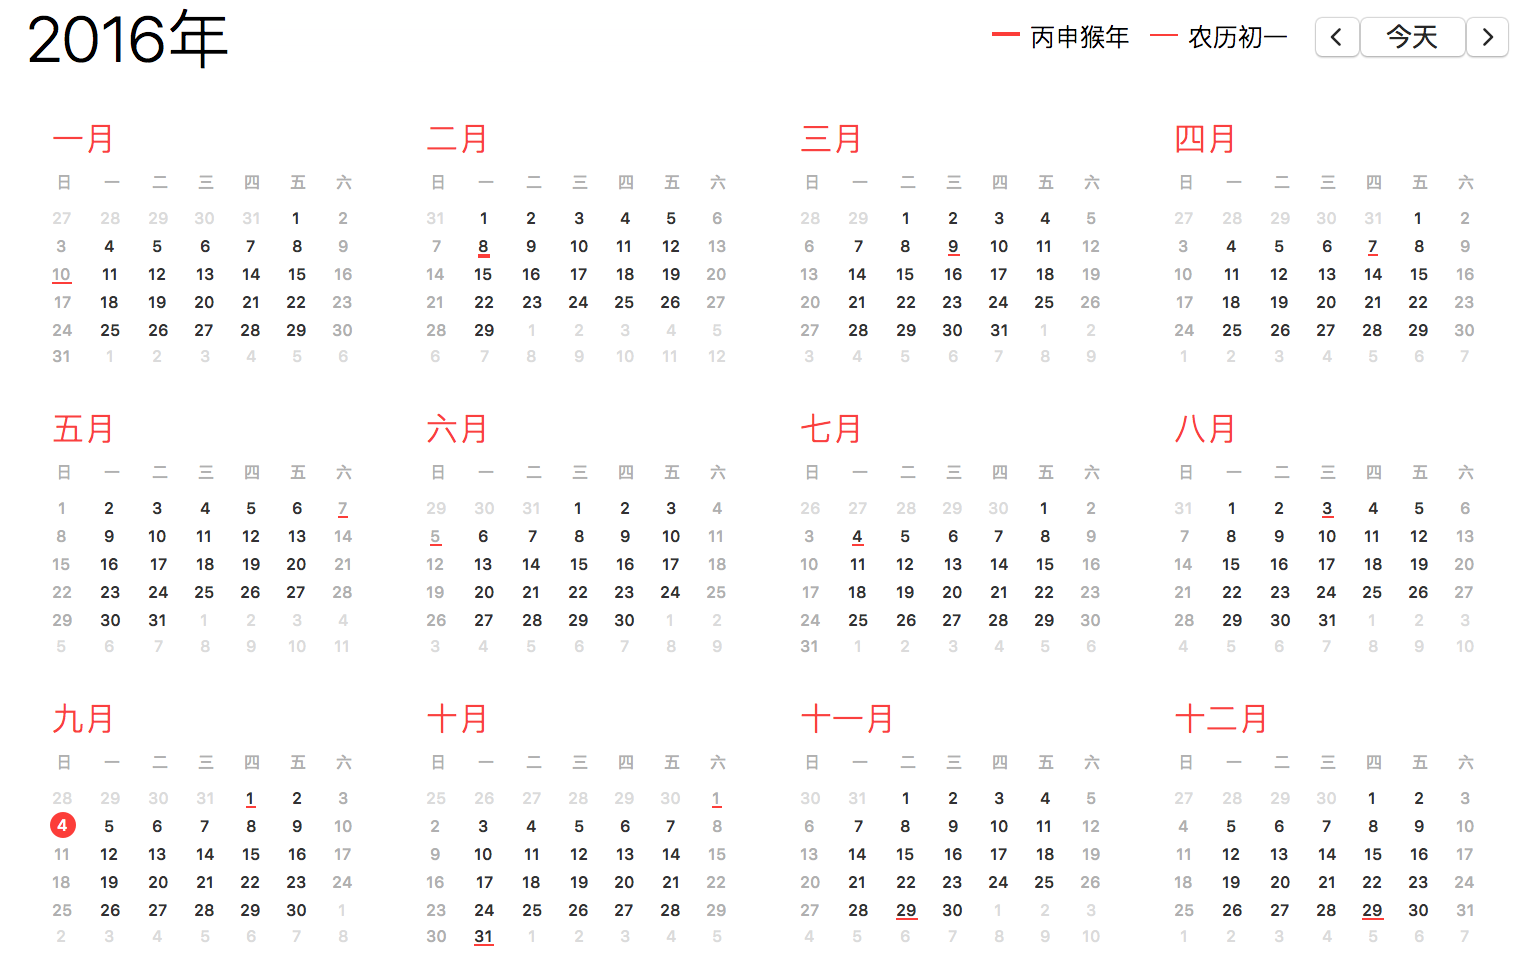 2016年 丙申猴年 农历初一 今天
一月 二月 三月 四月
日 一 二 三 四 五 六 日 一 二 三 四 五 六 日 一 二 三 四 五 六 日 一 二 三 四 五 六
27 28 29 30 31 1 2 31 1 2 3 4 5 6 28 29 1 2 3 4 5 27 28 29 30 31 1 2
3 4 5 6 7 8 9 7 8 9 10 11 12 13 6 7 8 9 10 11 12 3 4 5 6 7 8 9
10 11 12 13 14 15 16 14 15 16 17 18 19 20 13 14 15 16 17 18 19 10 11 12 13 14 15 16
17 18 19 20 21 22 23 21 22 23 24 25 26 27 20 21 22 23 24 25 26 17 18 19 20 21 22 23
24 25 26 27 28 29 30 28 29 1 2 3 4 5 27 28 29 30 31 1 2 24 25 26 27 28 29 30
31 1 2 3 4 5 6 6 7 8 9 10 11 12 3 4 5 6 7 8 9 1 2 3 4 5 6 7
五月 六月 七月 八月
日 一 二 三 四 五 六 日 一 二 三 四 五 六 日 一 二 三 四 五 六 日 一 二 三 四 五 六
1 2 3 4 5 6 7 29 30 31 1 2 3 4 26 27 28 29 30 1 2 31 1 2 3 4 5 6
8 9 10 11 12 13 14 5 6 7 8 9 10 11 3 4 5 6 7 8 9 7 8 9 10 11 12 13
15 16 17 18 19 20 21 12 13 14 15 16 17 18 10 11 12 13 14 15 16 14 15 16 17 18 19 20
22 23 24 25 26 27 28 19 20 21 22 23 24 25 17 18 19 20 21 22 23 21 22 23 24 25 26 27
29 30 31 1 2 3 4 26 27 28 29 30 1 2 24 25 26 27 28 29 30 28 29 30 31 1 2 3
5 6 7 8 9 10 11 3 4 5 6 7 8 9 31 1 2 3 4 5 6 4 5 6 7 8 9 10
九月 十月 十一月 十二月
日 一 二 三 四 五 六 日 一 二 三 四 五 六 日 一 二 三 四 五 六 日 一 二 三 四 五 六
28 29 30 31 1 2 3 25 26 27 28 29 30 1 30 31 1 2 3 4 5 27 28 29 30 1 2 3
4 5 6 7 8 9 10 2 3 4 5 6 7 8 6 7 8 9 10 11 12 4 5 6 7 8 9 10
11 12 13 14 15 16 17 9 10 11 12 13 14 15 13 14 15 16 17 18 19 11 12 13 14 15 16 17
18 19 20 21 22 23 24 16 17 18 19 20 21 22 20 21 22 23 24 25 26 18 19 20 21 22 23 24
25 26 27 28 29 30 1 23 24 25 26 27 28 29 27 28 29 30 1 2 3 25 26 27 28 29 30 31
2 3 4 5 6 7 8 30 31 1 2 3 4 5 4 5 6 7 8 9 10 1 2 3 4 5 6 7